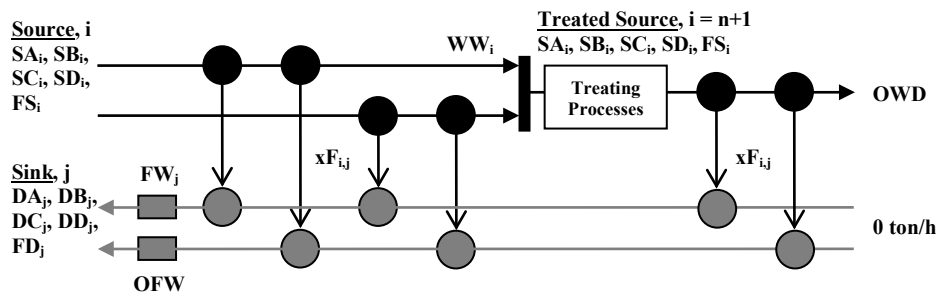 Source, i
SAᵢ, SBᵢ,
SCᵢ, SDᵢ,
FSᵢ
WWᵢ
Treated Source, i = n+1
SAᵢ, SBᵢ, SCᵢ, SDᵢ, FSᵢ
Treating
Processes
OWD
Sink, j
DAⱼ, DBⱼ,
DCⱼ, DDⱼ,
FDⱼ
FWⱼ
xFᵢ,ⱼ
xFᵢ,ⱼ
0 ton/h
OFW